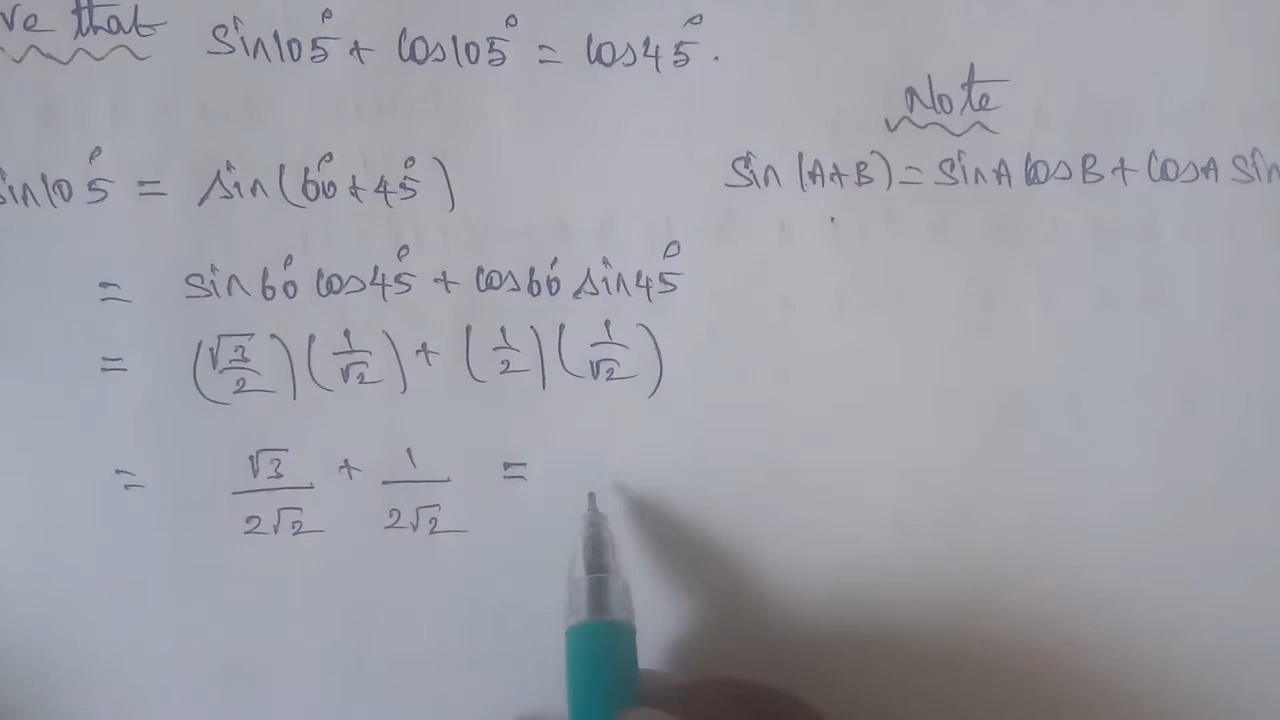 ve that sin105° + cos105° = cos45°.
Note
sin105° = sin(60°+45°)
sin(A+B) = sinA cosB + cosA sin
= sin60° cos45° + cos60° sin45°
= (√3/2)(1/√2) + (1/2)(1/√2)
= √3/2√2 + 1/2√2 =